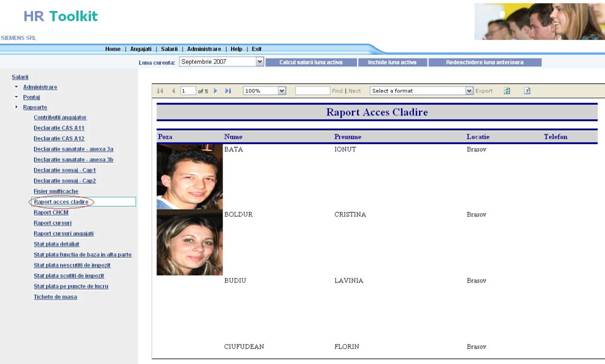 HR Toolkit
SIEMENS SRL
Home | Angajati | Salarii | Administrare | Help | Exit
Luna curenta: Septembrie 2007 Calcul salarii luna activa Inchide luna activa Redeschidere luna anterioara
Salarii
Administrare
Pontaj
Rapoarte
Contributii angajator
Declaratie CAS A11
Declaratie CAS A12
Declaratie sanatate - anexa 3a
Declaratie sanatate - anexa 3b
Declaratie somaj - Cap1
Declaratie somaj - Cap2
Fisier multicache
Raport acces cladire
Raport CHCM
Raport cursuri
Raport cursuri angajati
Stat plata detaliat
Stat plata functia de baza in alta parte
Stat plata nescutiti de impozit
Stat plata scutiti de impozit
Stat plata pe puncte de lucru
Tichete de masa
1 of 5 100% Find | Next Select a format Export
Raport Acces Cladire
Poza Nume Prenume Locatie Telefon
BATA IONUT Brasov
BOLDUR CRISTINA Brasov
BUDIU LAVINIA Brasov
CIUFUDEAN FLORIN Brasov